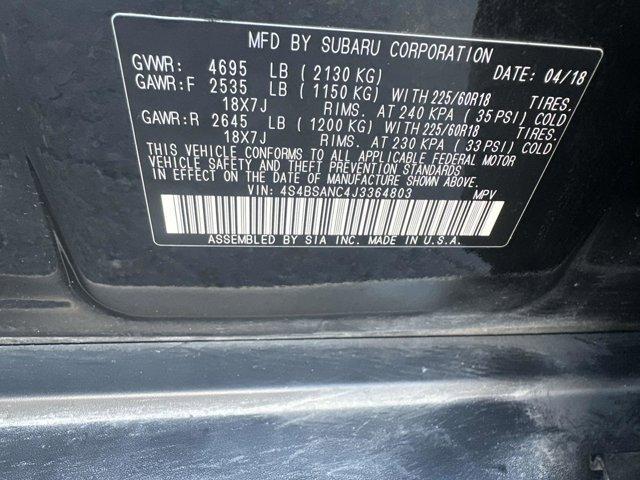 MFD BY SUBARU CORPORATION
GVWR: 4695 LB ( 2130 KG) DATE: 04/18
GAWR:F 2535 LB ( 1150 KG) WITH 225/60R18 TIRES.
18X7J RIMS. AT 240 KPA ( 35 PSI) COLD
GAWR:R 2645 LB ( 1200 KG) WITH 225/60R18 TIRES.
18X7J RIMS. AT 230 KPA ( 33 PSI) COLD
THIS VEHICLE CONFORMS TO ALL APPLICABLE FEDERAL MOTOR
VEHICLE SAFETY AND THEFT PREVENTION STANDARDS
IN EFFECT ON THE DATE OF MANUFACTURE SHOWN ABOVE.
VIN: 4S4BSANC4J3364803 MPV
ASSEMBLED BY SIA INC. MADE IN U.S.A.